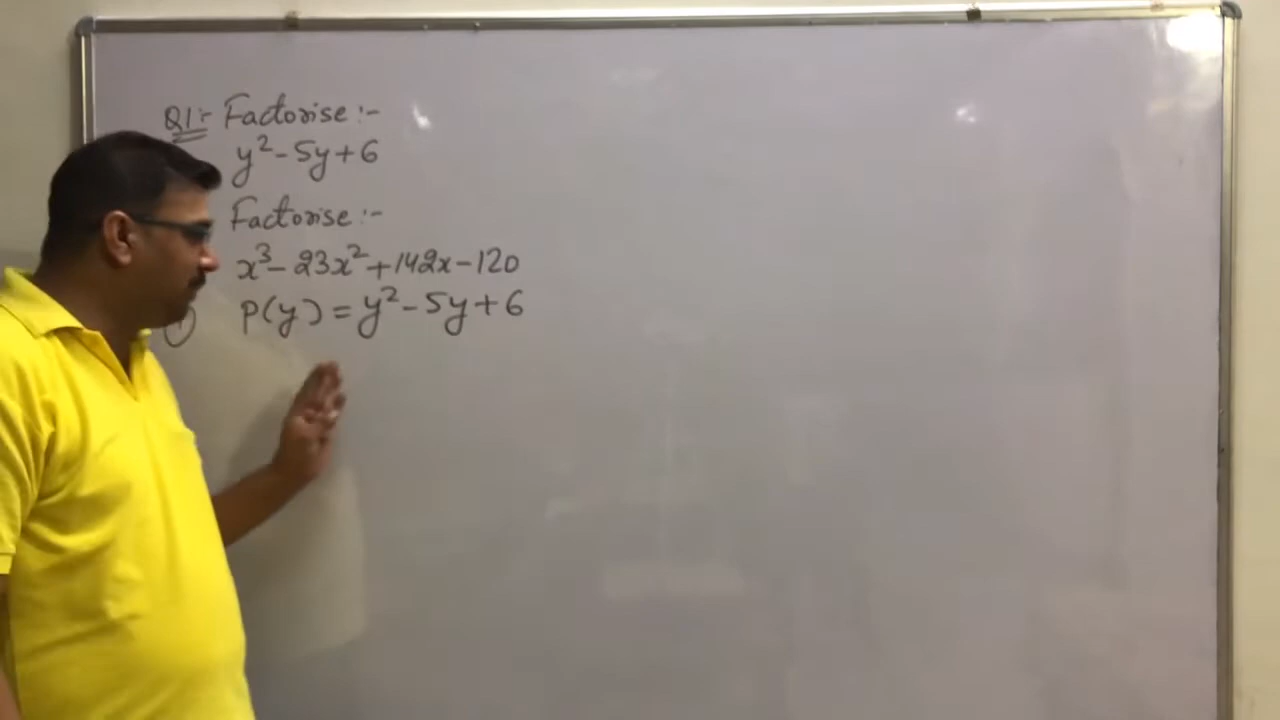 Q1:- Factorise :-
y² - 5y + 6
Factorise :-
x³ - 23x² + 142x - 120
P(y) = y² - 5y + 6